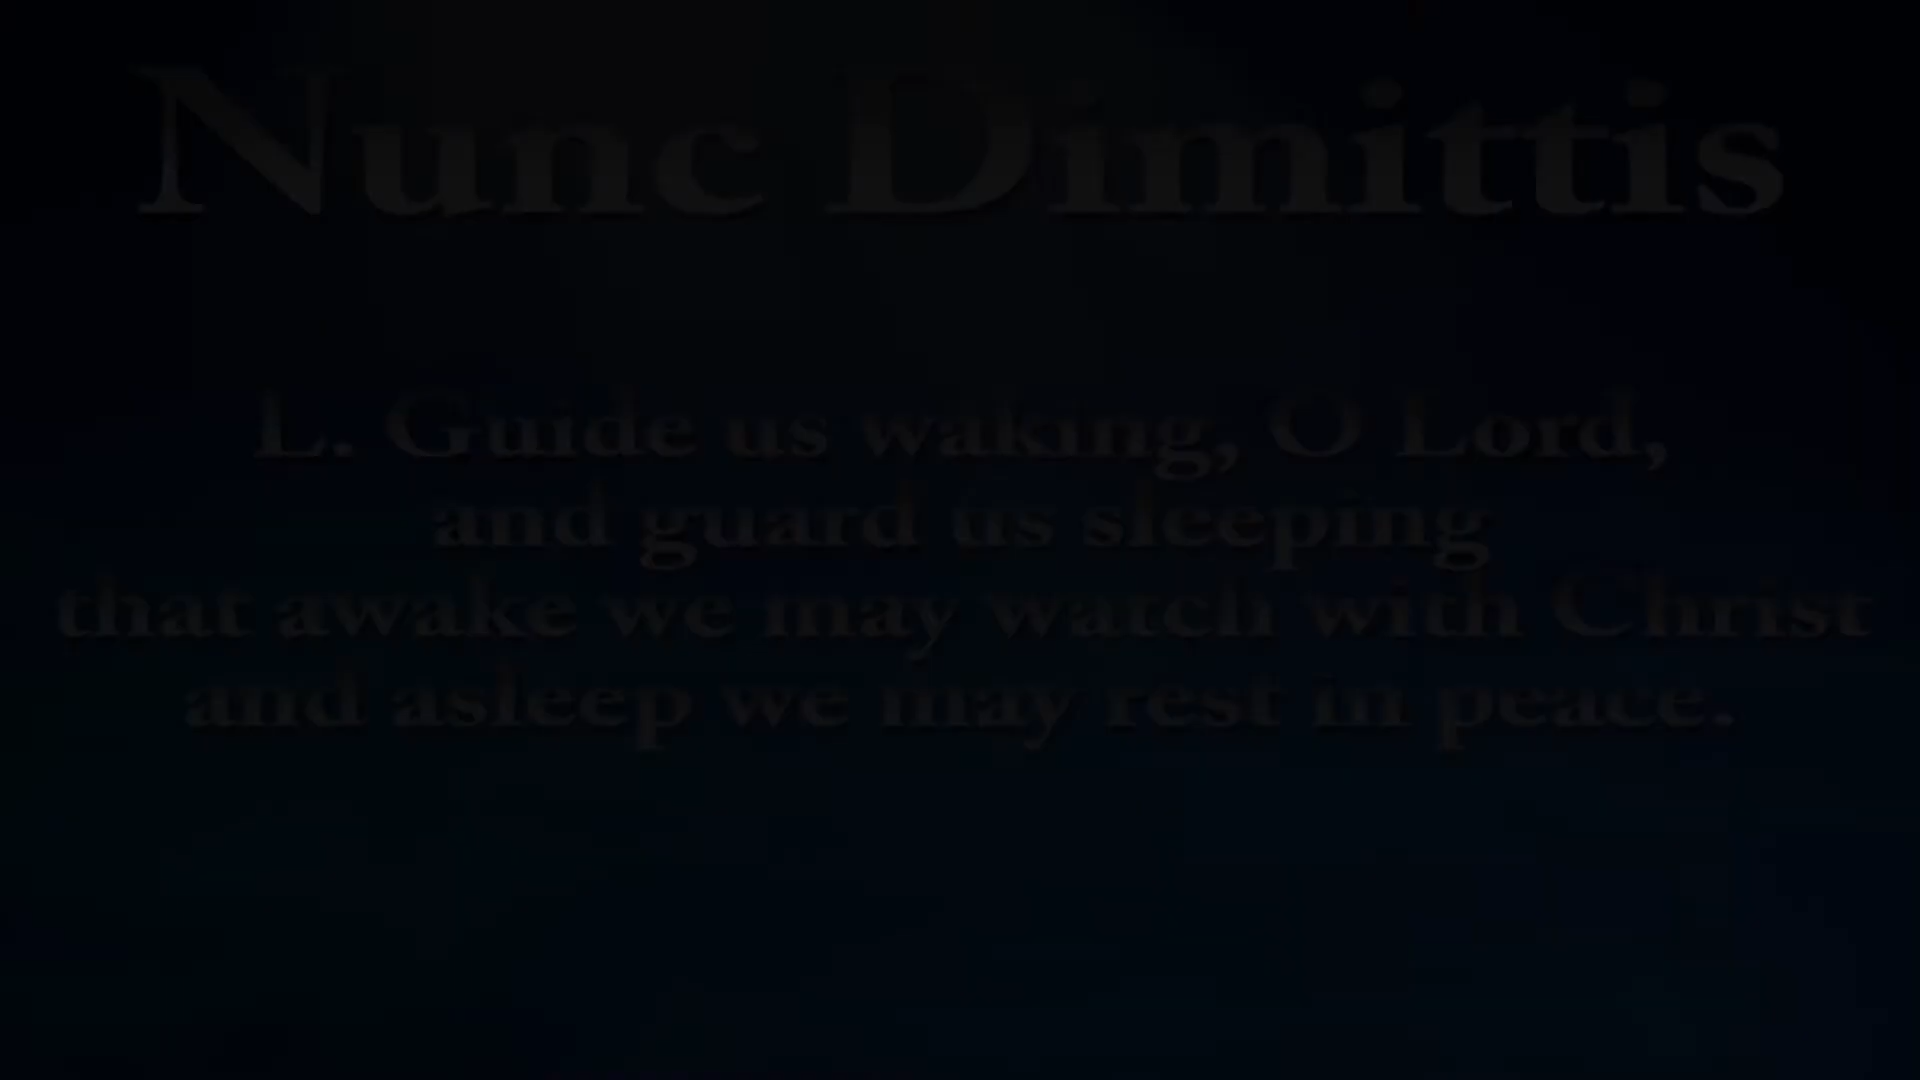 Nunc Dimittis
L. Guide us waking, O Lord,
and guard us sleeping
that awake we may watch with Christ
and asleep we may rest in peace.